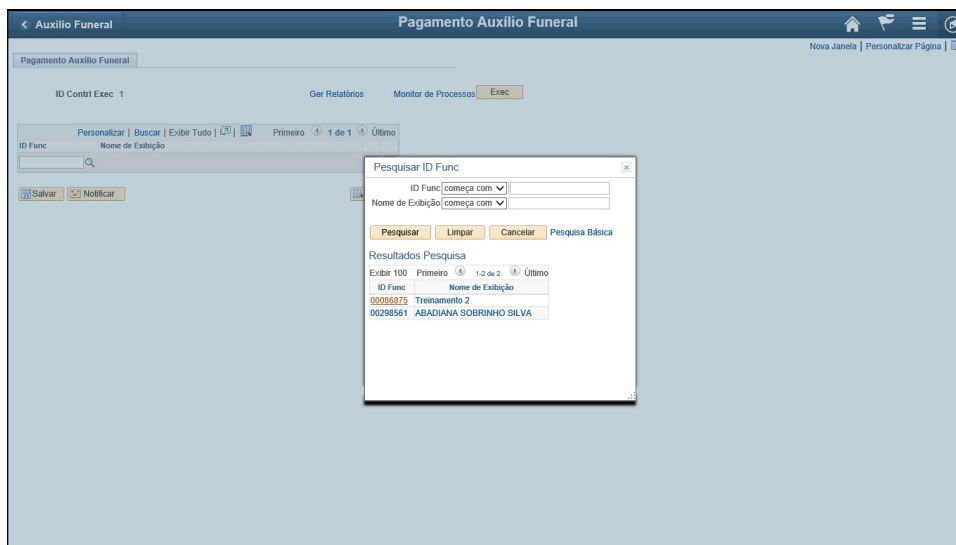 Auxilio Funeral
Pagamento Auxílio Funeral
Nova Janela | Personalizar Página |
Pagamento Auxílio Funeral
ID Contrl Exec 1
Ger Relatórios
Monitor de Processos
Exec
Personalizar | Buscar | Exibir Tudo |
Primeiro 1 de 1 Último
ID Func Nome de Exibição
Salvar Notificar
Pesquisar ID Func
ID Func começa com
Nome de Exibição começa com
Pesquisar Limpar Cancelar Pesquisa Básica
Resultados Pesquisa
Exibir 100 Primeiro 1-2 de 2 Último
ID Func Nome de Exibição
00086875 Treinamento 2
00298561 ABADIANA SOBRINHO SILVA